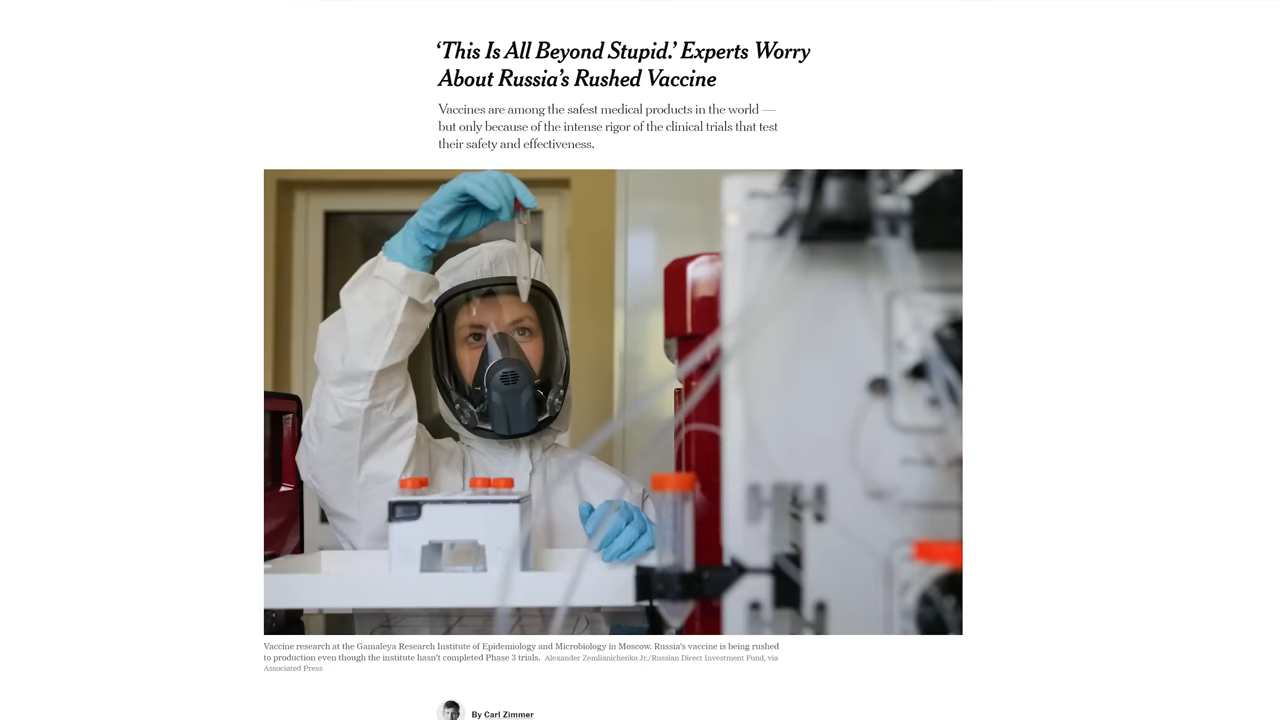 ‘This Is All Beyond Stupid.’ Experts Worry
About Russia’s Rushed Vaccine
Vaccines are among the safest medical products in the world —
but only because of the intense rigor of the clinical trials that test
their safety and effectiveness.
Vaccine research at the Gamaleya Research Institute of Epidemiology and Microbiology in Moscow. Russia’s vaccine is being rushed
to production even though the institute hasn’t completed Phase 3 trials. Alexander Zemlianichenko Jr./Russian Direct Investment Fund, via
Associated Press
By Carl Zimmer